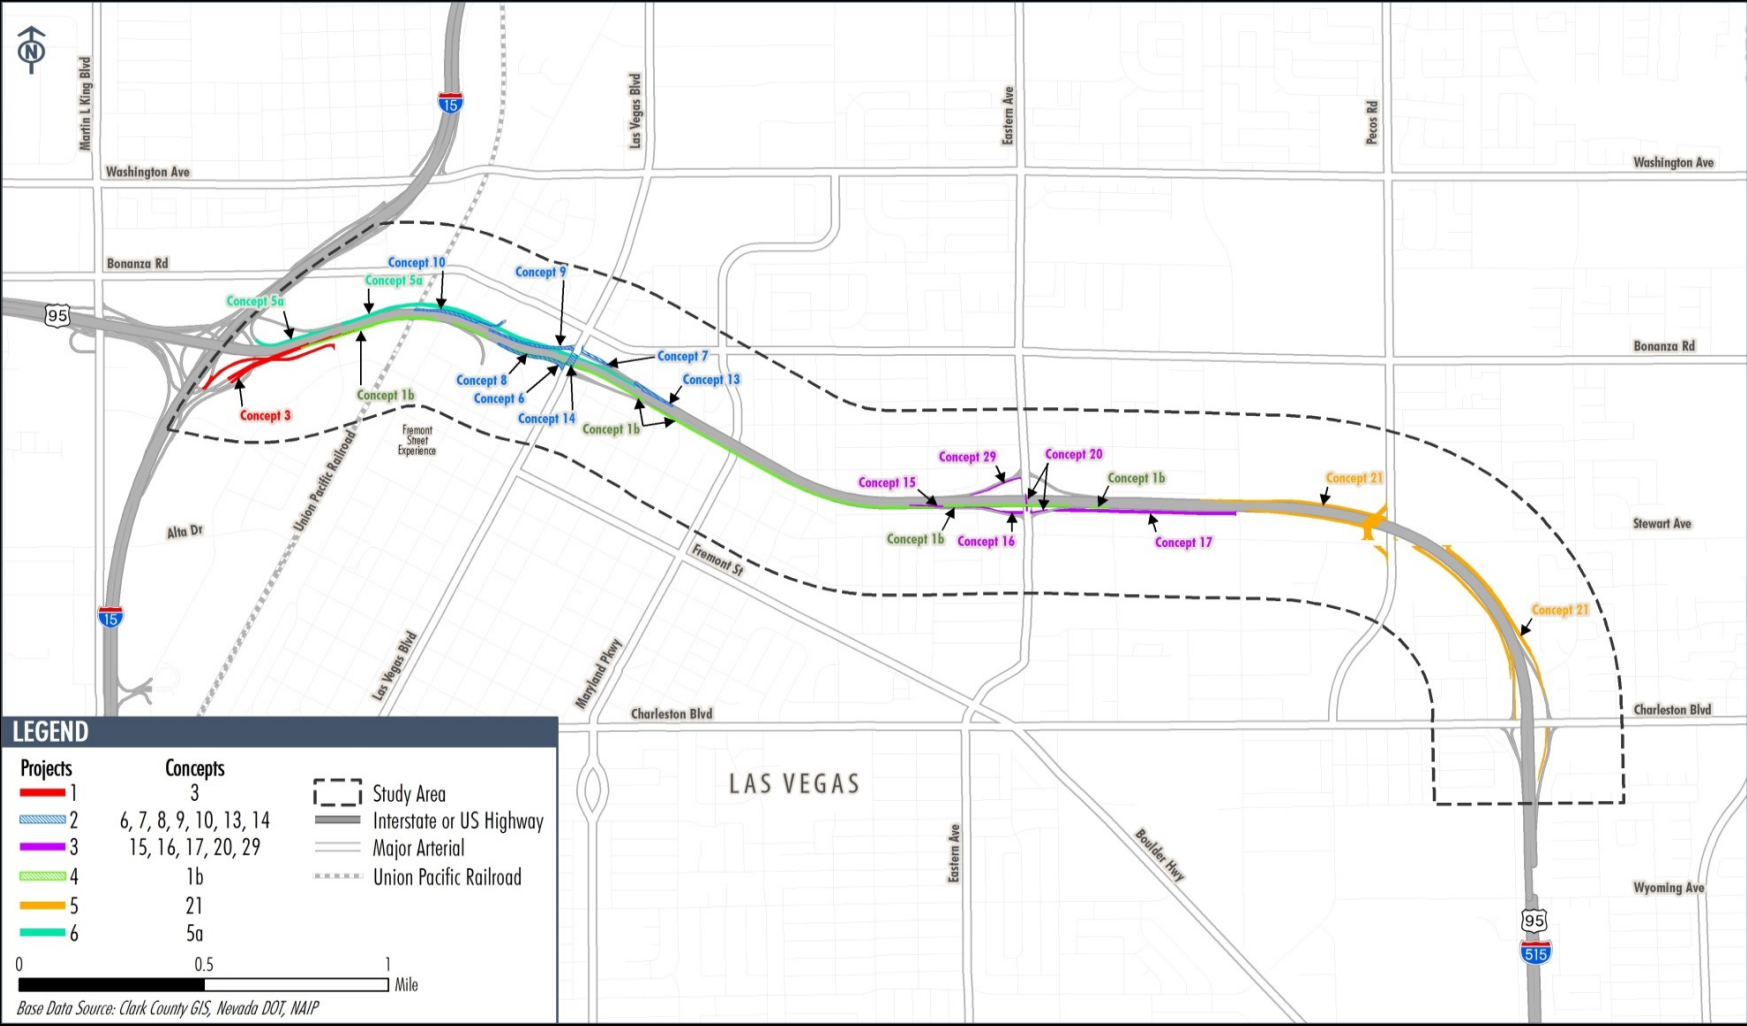 N
Martin L King Blvd
15
Las Vegas Blvd
Eastern Ave
Pecos Rd
Washington Ave
Washington Ave
Bonanza Rd
95
Concept 10
Concept 9
Concept 5a
Concept 5a
Concept 7
Bonanza Rd
Concept 8
Concept 13
Concept 6
Concept 3
Concept 1b
Concept 14
Concept 1b
Fremont
Street
Experience
Union Pacific Railroad
Concept 29
Concept 20
Concept 15
Concept 1b
Concept 21
Concept 1b
Concept 16
Concept 17
Stewart Ave
Alta Dr
Fremont St
15
Las Vegas Blvd
Maryland Pkwy
Concept 21
Charleston Blvd
Charleston Blvd
LAS VEGAS
Eastern Ave
Boulder Hwy
Wyoming Ave
95
515
LEGEND
Projects
Concepts
1 3
2 6, 7, 8, 9, 10, 13, 14
3 15, 16, 17, 20, 29
4 1b
5 21
6 5a
Study Area
Interstate or US Highway
Major Arterial
Union Pacific Railroad
0 0.5 1
Mile
Base Data Source: Clark County GIS, Nevada DOT, NAIP